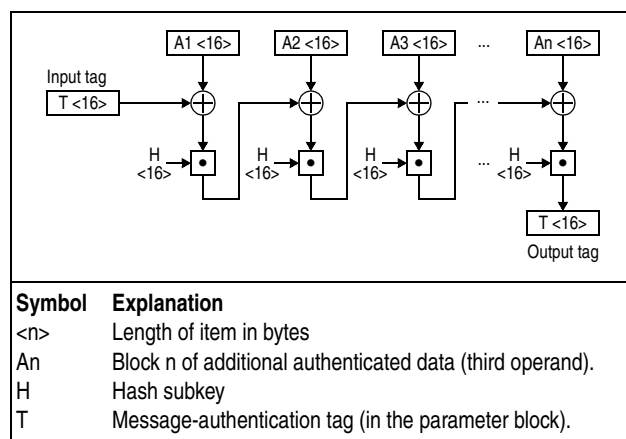 A1 <16> A2 <16> A3 <16> ... An <16>
Input tag
T <16>
...
H <16> H <16> H <16> ... H <16>
T <16>
Output tag
Symbol Explanation
<n> Length of item in bytes
An Block n of additional authenticated data (third operand).
H Hash subkey
T Message-authentication tag (in the parameter block).